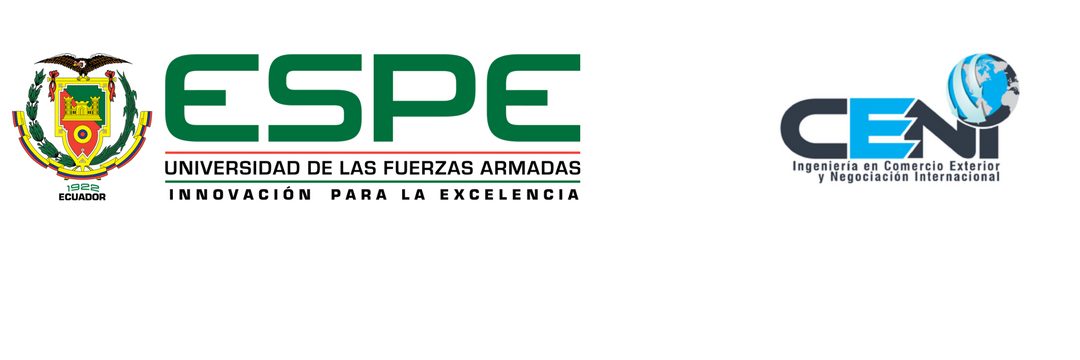 ESPE
UNIVERSIDAD DE LAS FUERZAS ARMADAS
INNOVACIÓN PARA LA EXCELENCIA
1922
ECUADOR
CENI
Ingeniería en Comercio Exterior
y Negociación Internacional